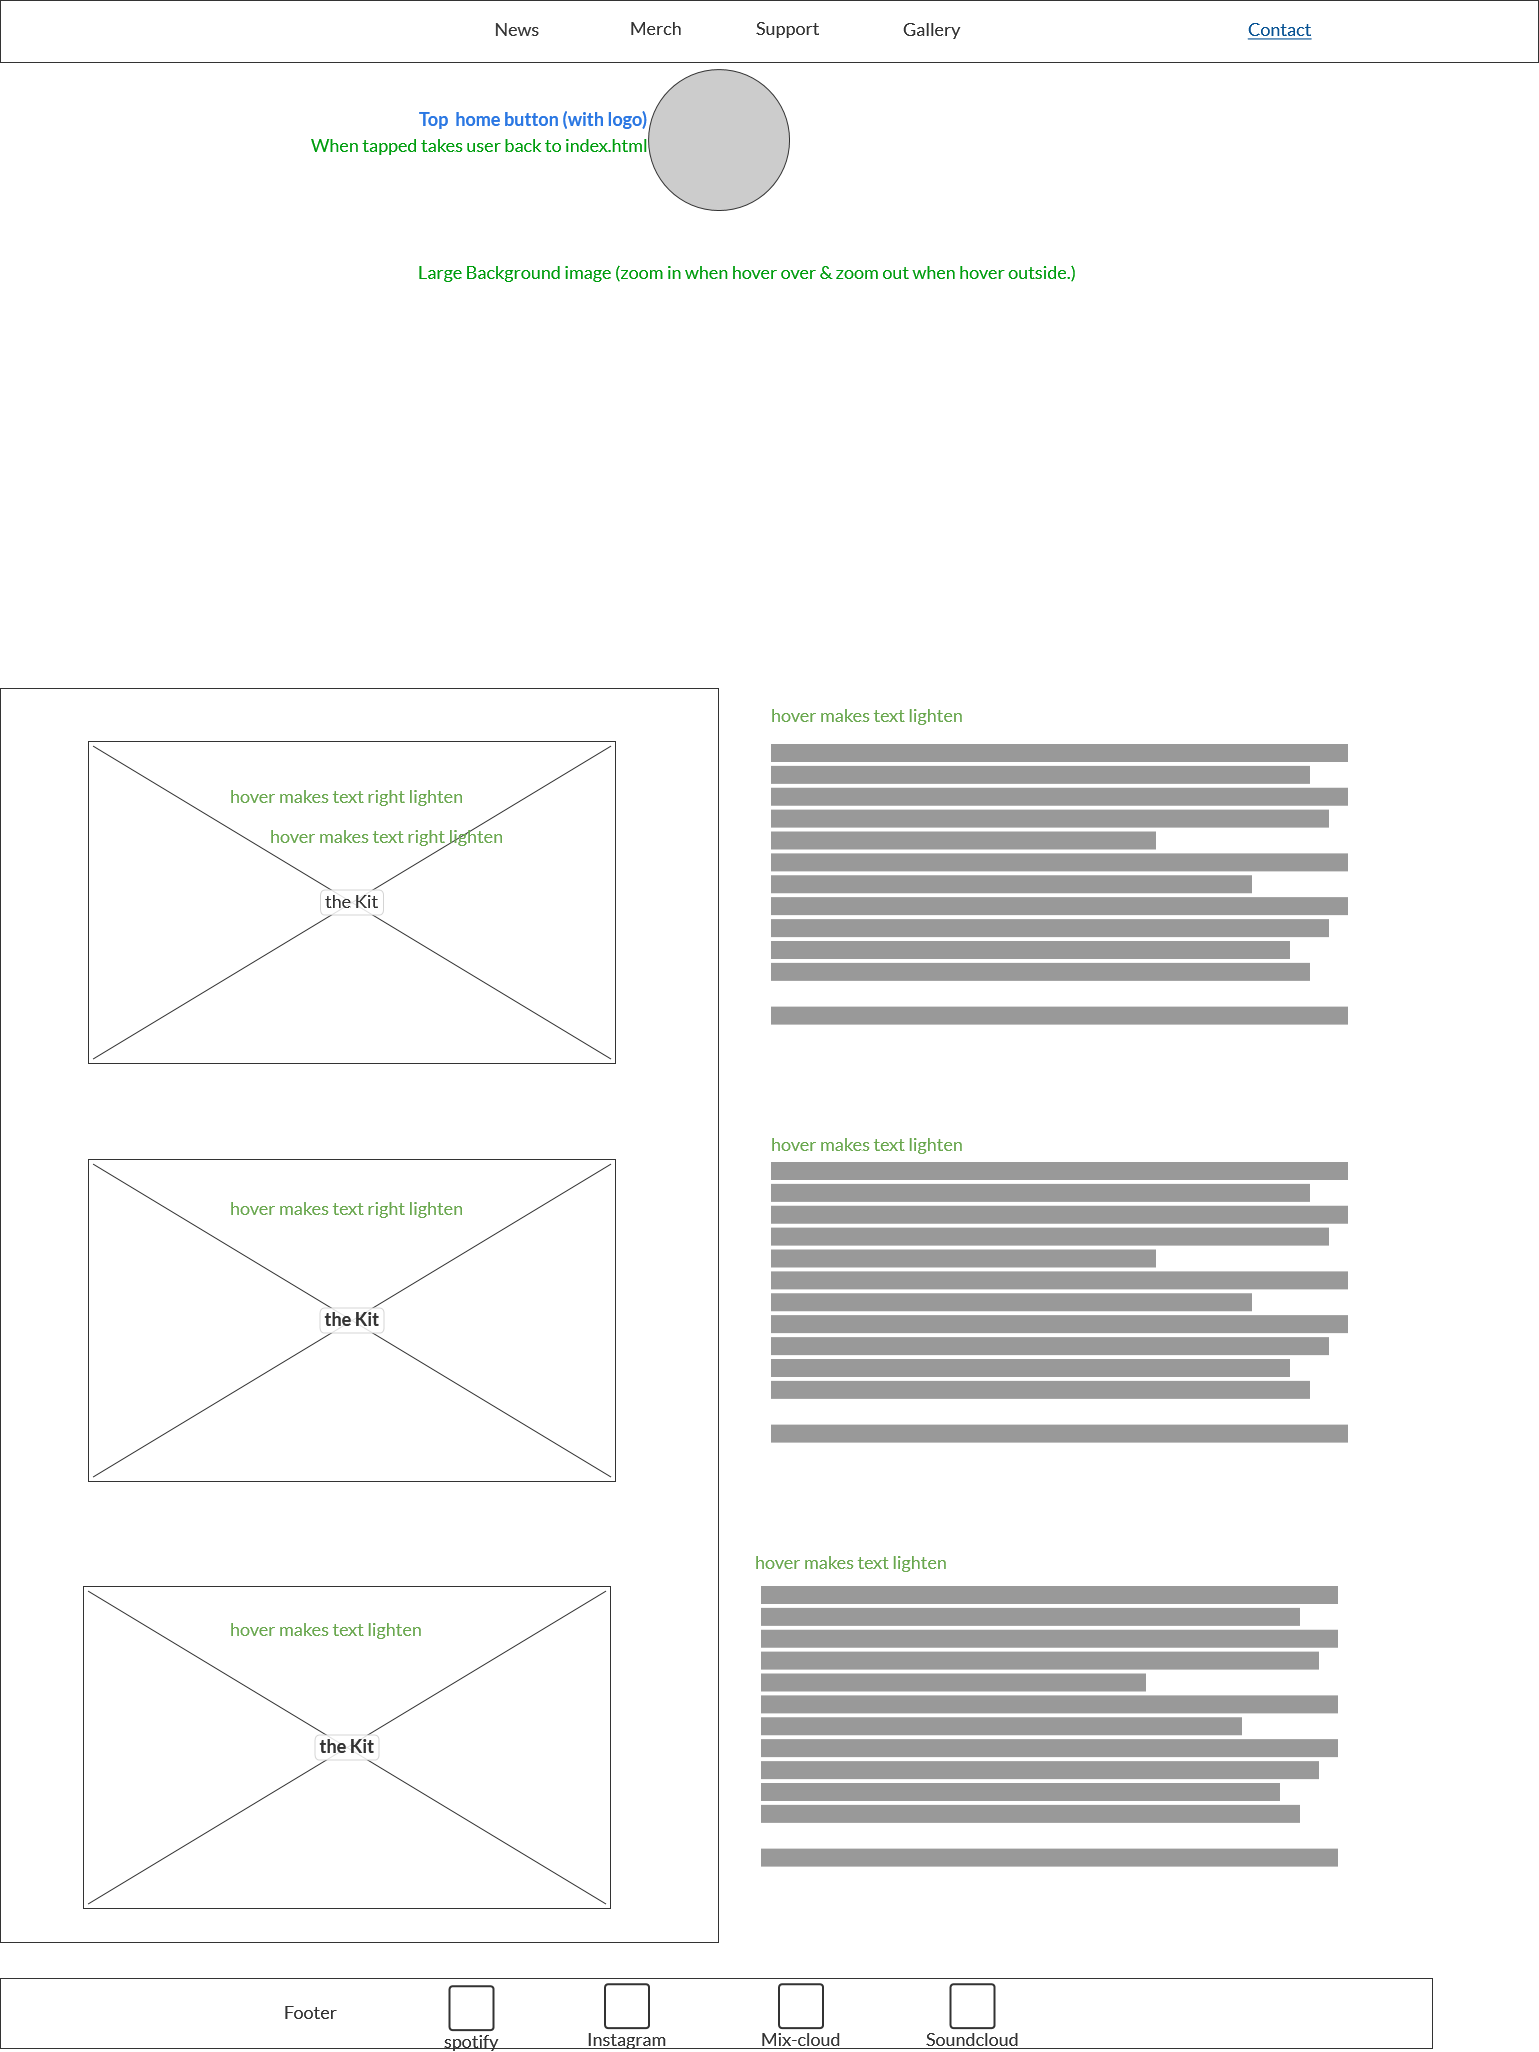 News Merch Support Gallery Contact
Top home button (with logo)
When tapped takes user back to index.html
Large Background image (zoom in when hover over & zoom out when hover outside.)
hover makes text lighten
hover makes text right lighten
hover makes text right lighten
the Kit
hover makes text lighten
hover makes text right lighten
the Kit
hover makes text lighten
hover makes text lighten
the Kit
Footer
spotify Instagram Mix-cloud Soundcloud